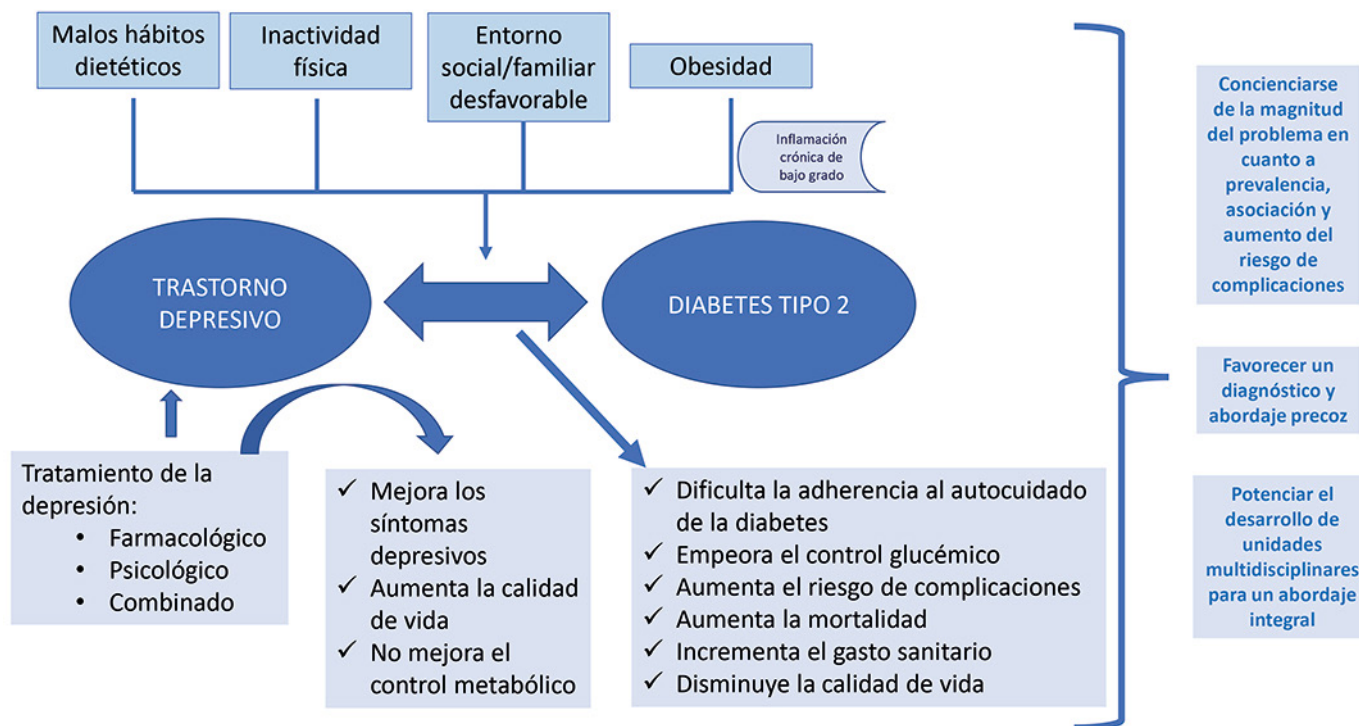 Malos hábitos
dietéticos
Inactividad
física
Entorno
social/familiar
desfavorable
Obesidad
Inflamación
crónica de
bajo grado
TRASTORNO
DEPRESIVO
DIABETES TIPO 2
Tratamiento de la
depresión:
• Farmacológico
• Psicológico
• Combinado
✓ Mejora los
síntomas
depresivos
✓ Aumenta la calidad
de vida
✓ No mejora el
control metabólico
✓ Dificulta la adherencia al autocuidado
de la diabetes
✓ Empeora el control glucémico
✓ Aumenta el riesgo de complicaciones
✓ Aumenta la mortalidad
✓ Incrementa el gasto sanitario
✓ Disminuye la calidad de vida
Concienciarse
de la magnitud
del problema en
cuanto a
prevalencia,
asociación y
aumento del
riesgo de
complicaciones
Favorecer un
diagnóstico y
abordaje precoz
Potenciar el
desarrollo de
unidades
multidisciplinares
para un abordaje
integral